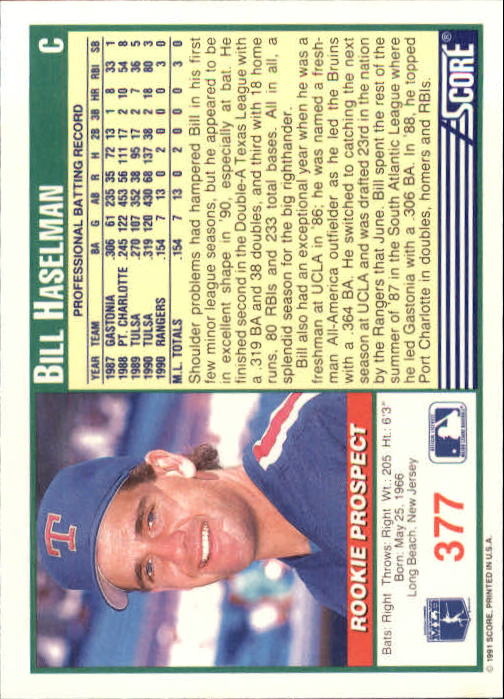 BILL HASELMAN C
PROFESSIONAL BATTING RECORD
YEAR TEAM BA G AB R H 2B 3B HR RBI SB
1987 GASTONIA .306 61 235 35 72 13 1 8 33 1
1988 PT. CHARLOTTE .245 122 453 56 111 17 2 10 54 8
1989 TULSA .270 107 352 38 95 17 2 7 36 5
1990 TULSA .319 120 430 68 137 38 2 18 80 3
1990 RANGERS .154 7 13 0 2 0 0 0 3 0
M.L. TOTALS .154 7 13 0 2 0 0 0 3 0
Shoulder problems had hampered Bill in his first
few minor league seasons, but he appeared to be
in excellent shape in '90, especially at bat. He
finished second in the Double-A Texas League with
a .319 BA and 38 doubles, and third with 18 home
runs, 80 RBIs and 233 total bases. All in all, a
splendid season for the big righthander.
Bill also had an exceptional year when he was a
freshman at UCLA in '86; he was named a fresh-
man All-America outfielder as he led the Bruins
with a .364 BA. He switched to catching the next
season at UCLA and was drafted 23rd in the nation
by the Rangers that June. Bill spent the rest of the
summer of '87 in the South Atlantic League where
he led Gastonia with a .306 BA. In '88, he topped
Port Charlotte in doubles, homers and RBIs.
SCORE®
T
ROOKIE PROSPECT
Bats: Right Throws: Right Wt.: 205 Ht.: 6'3"
Born: May 25, 1966
Long Beach, New Jersey
377
© 1991 SCORE, PRINTED IN U.S.A.